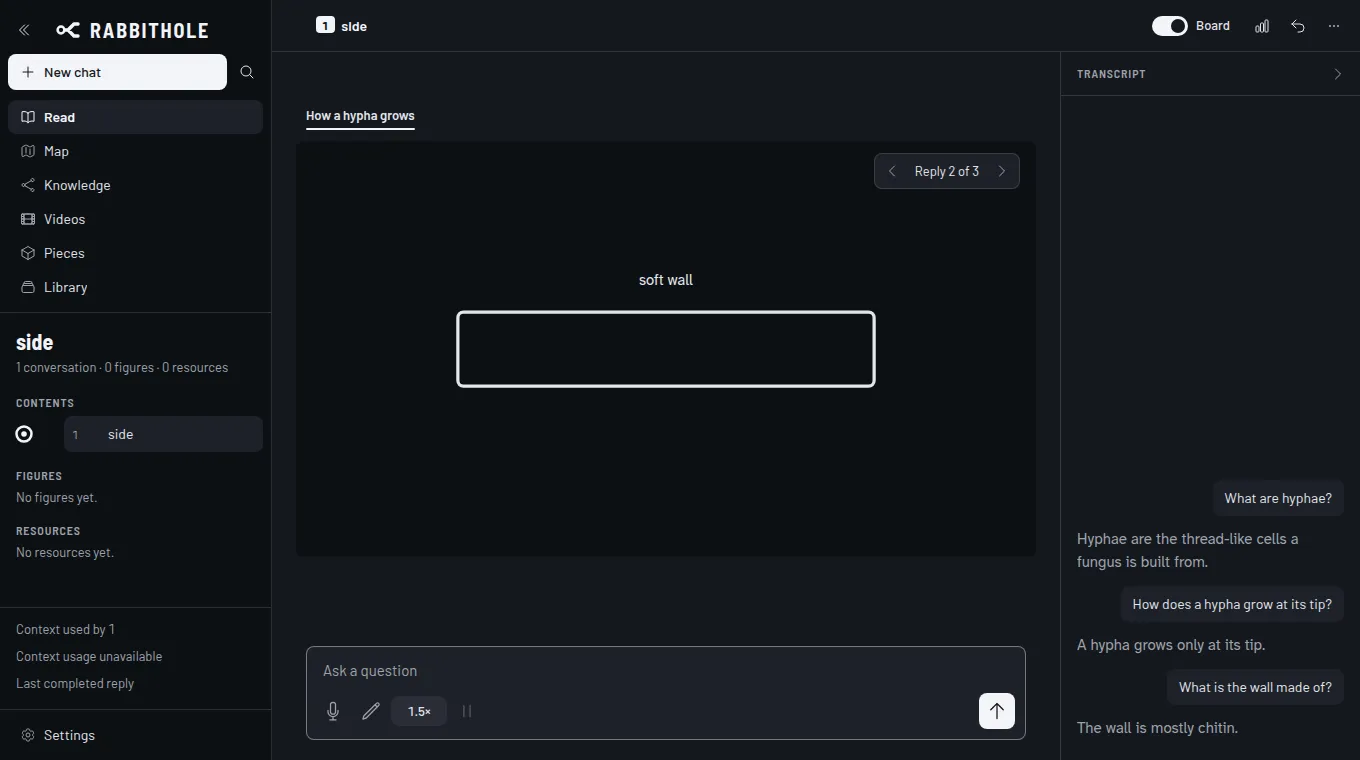 RABBITHOLE
New chat
Read
Map
Knowledge
Videos
Pieces
Library
side
1 conversation · 0 figures · 0 resources
CONTENTS
1 side
FIGURES
No figures yet.
RESOURCES
No resources yet.
Context used by 1
Context usage unavailable
Last completed reply
Settings
1 side
Board
How a hypha grows
Reply 2 of 3
soft wall
Ask a question
1.5×
TRANSCRIPT
What are hyphae?
Hyphae are the thread-like cells a
fungus is built from.
How does a hypha grow at its tip?
A hypha grows only at its tip.
What is the wall made of?
The wall is mostly chitin.